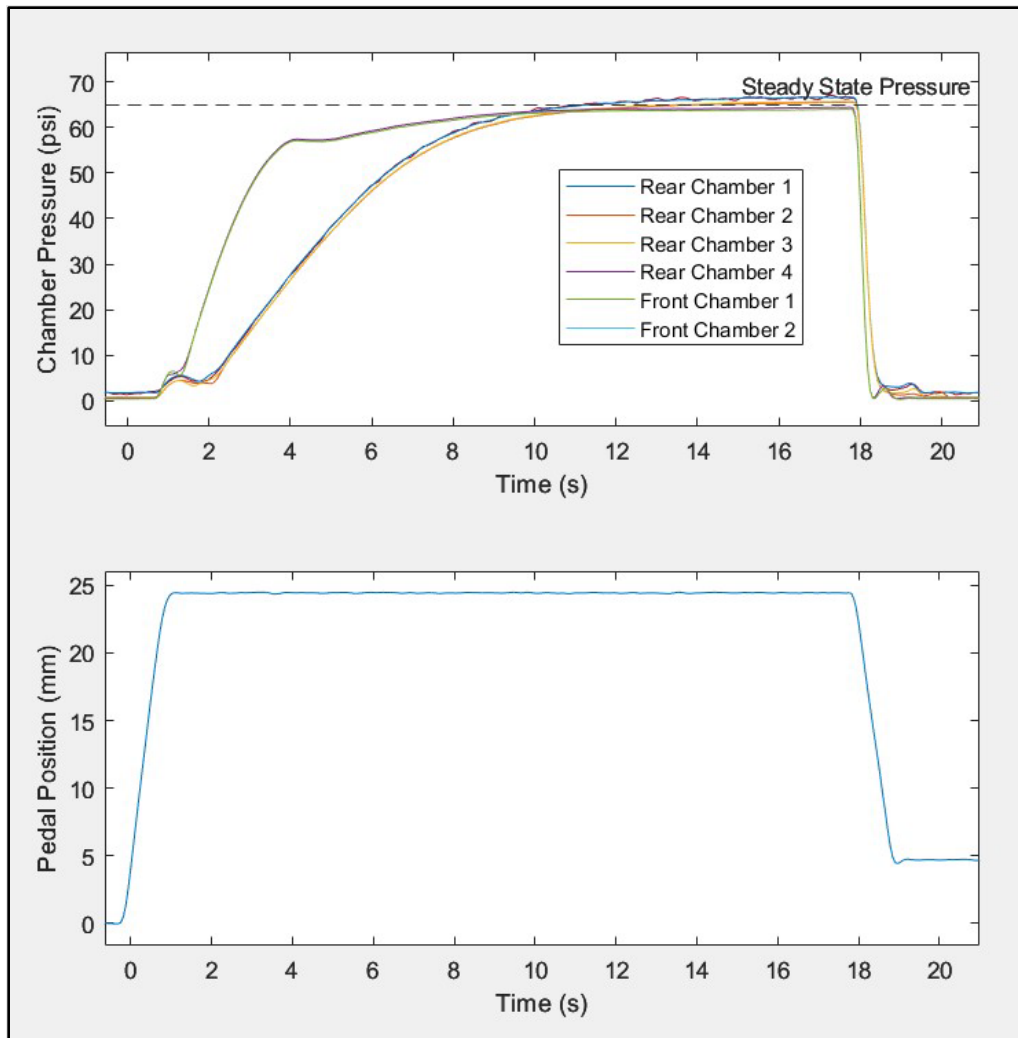 70
60
50
40
30
20
10
0
Chamber Pressure (psi)
Steady State Pressure
Rear Chamber 1
Rear Chamber 2
Rear Chamber 3
Rear Chamber 4
Front Chamber 1
Front Chamber 2
0 2 4 6 8 10 12 14 16 18 20
Time (s)
25
20
15
10
5
0
Pedal Position (mm)
0 2 4 6 8 10 12 14 16 18 20
Time (s)